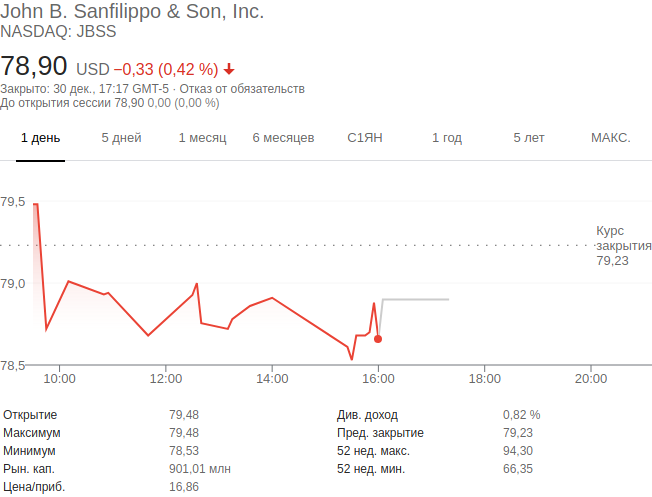 John B. Sanfilippo & Son, Inc.
NASDAQ: JBSS
78,90 USD −0,33 (0,42 %)
Закрыто: 30 дек., 17:17 GMT-5 · Отказ от обязательств
До открытия сессии 78,90 0,00 (0,00 %)
1 день 5 дней 1 месяц 6 месяцев С1ЯН 1 год 5 лет МАКС.
79,5
Курс
закрытия
79,23
79,0
78,5
10:00 12:00 14:00 16:00 18:00 20:00
Открытие 79,48 Див. доход 0,82 %
Максимум 79,48 Пред. закрытие 79,23
Минимум 78,53 52 нед. макс. 94,30
Рын. кап. 901,01 млн 52 нед. мин. 66,35
Цена/приб. 16,86